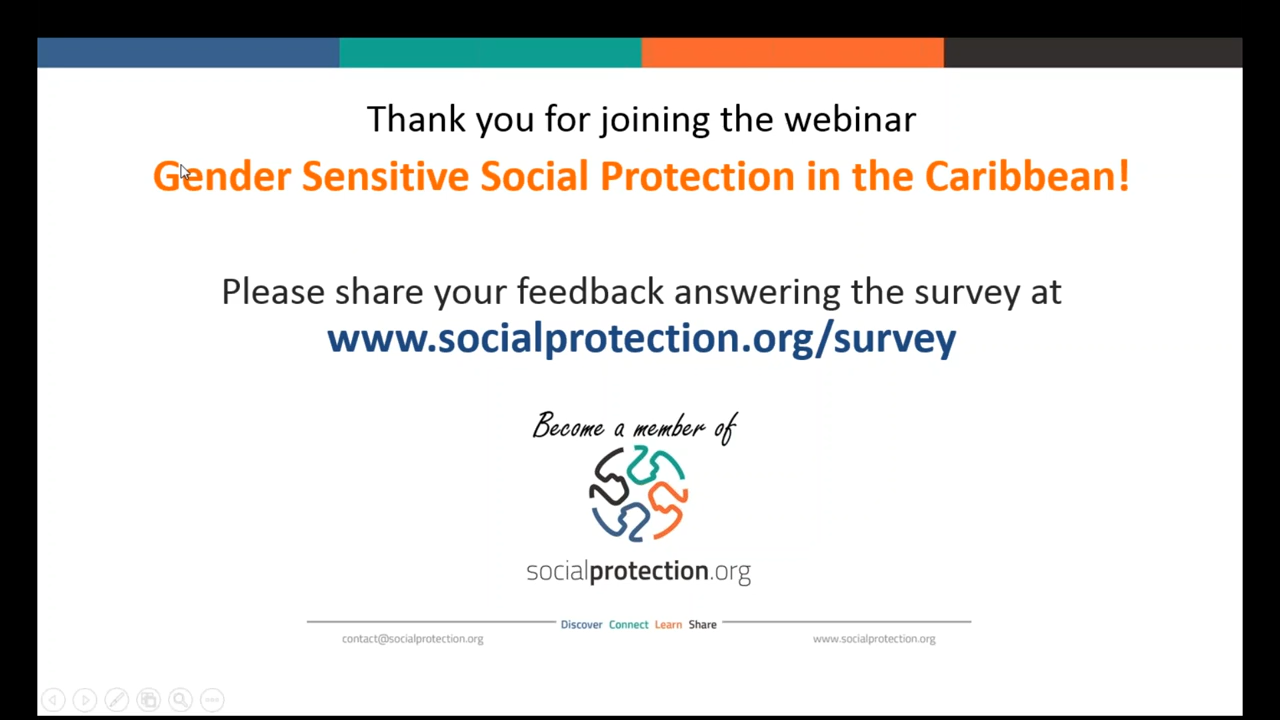 Thank you for joining the webinar
Gender Sensitive Social Protection in the Caribbean!
Please share your feedback answering the survey at
www.socialprotection.org/survey
Become a member of
socialprotection.org
Discover Connect Learn Share
contact@socialprotection.org
www.socialprotection.org